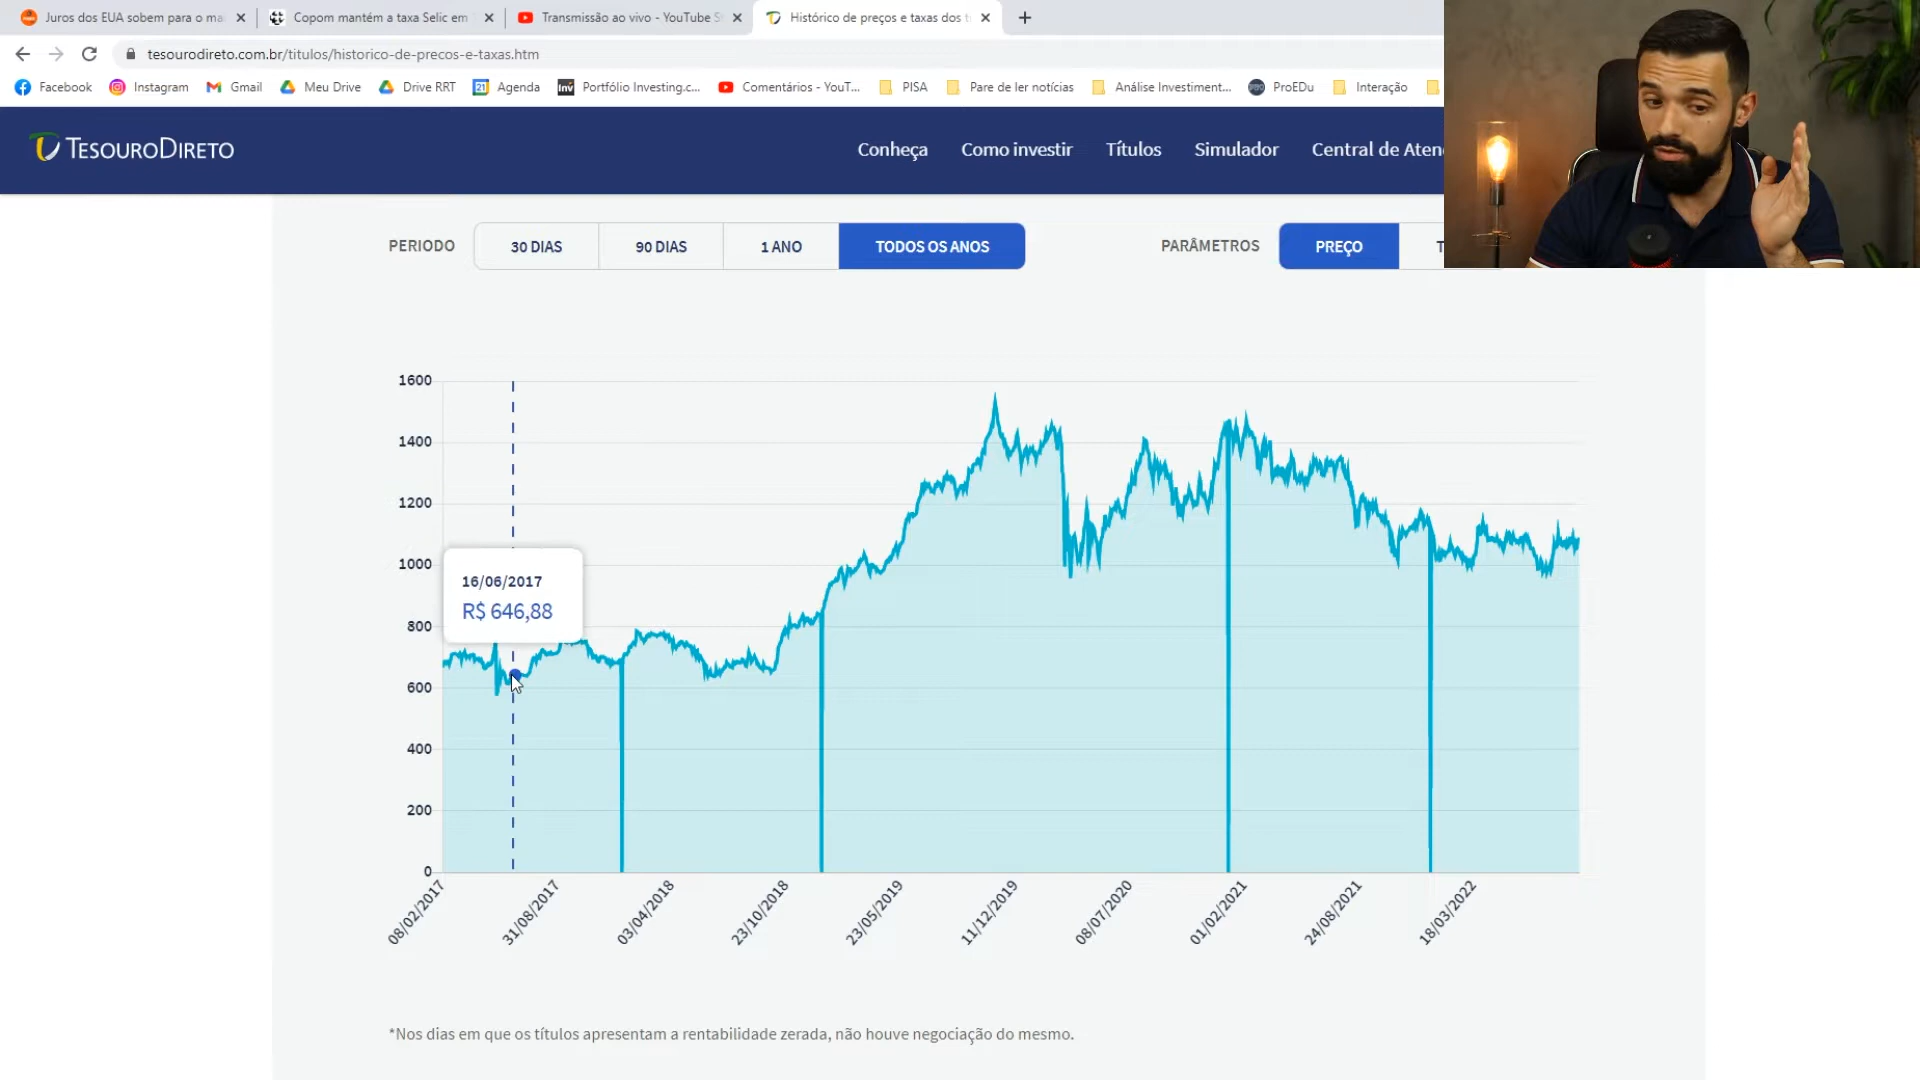 Juros dos EUA sobem para o ma
Copom mantém a taxa Selic em
Transmissão ao vivo - YouTube S
Histórico de preços e taxas dos t
tesourodireto.com.br/titulos/historico-de-precos-e-taxas.htm
Facebook
Instagram
Gmail
Meu Drive
Drive RRT
21
Agenda
Inv
Portfólio Investing.c...
Comentários - YouT...
PISA
Pare de ler notícias
Análise Investiment...
ProEdu
Interação
TESOURODIRETO
Conheça
Como investir
Títulos
Simulador
Central de Aten
PERIODO
30 DIAS
90 DIAS
1 ANO
TODOS OS ANOS
PARÂMETROS
PREÇO
T
1600
1400
1200
1000
800
600
400
200
0
16/06/2017
R$ 646,88
08/02/2017
31/08/2017
03/04/2018
23/10/2018
23/05/2019
11/12/2019
08/07/2020
01/02/2021
24/08/2021
18/03/2022
*Nos dias em que os títulos apresentam a rentabilidade zerada, não houve negociação do mesmo.